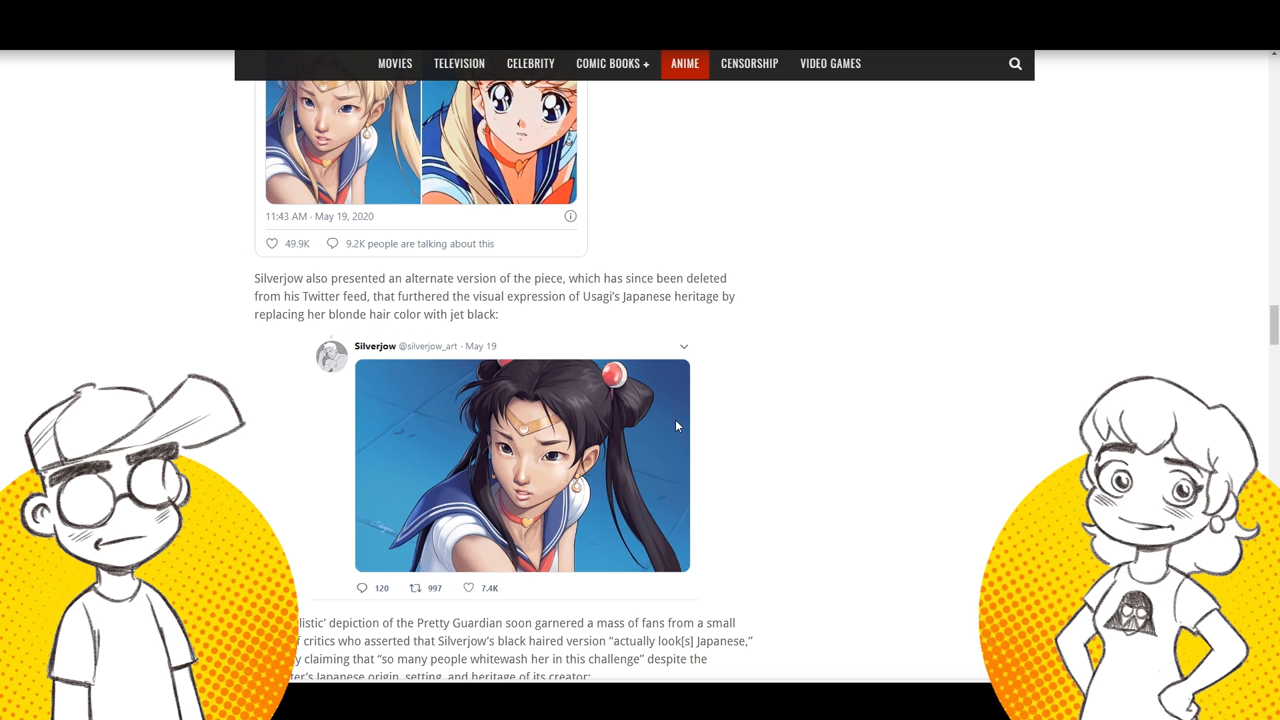 MOVIES TELEVISION CELEBRITY COMIC BOOKS + ANIME CENSORSHIP VIDEO GAMES
11:43 AM · May 19, 2020
49.9K 9.2K people are talking about this
Silverjow also presented an alternate version of the piece, which has since been deleted
from his Twitter feed, that furthered the visual expression of Usagi's Japanese heritage by
replacing her blonde hair color with jet black:
Silverjow @silverjow_art · May 19
120 997 7.4K
listic' depiction of the Pretty Guardian soon garnered a mass of fans from a small
f critics who asserted that Silverjow's black haired version “actually look[s] Japanese,”
y claiming that “so many people whitewash her in this challenge” despite the
ter's Japanese origin, setting, and heritage of its creator: